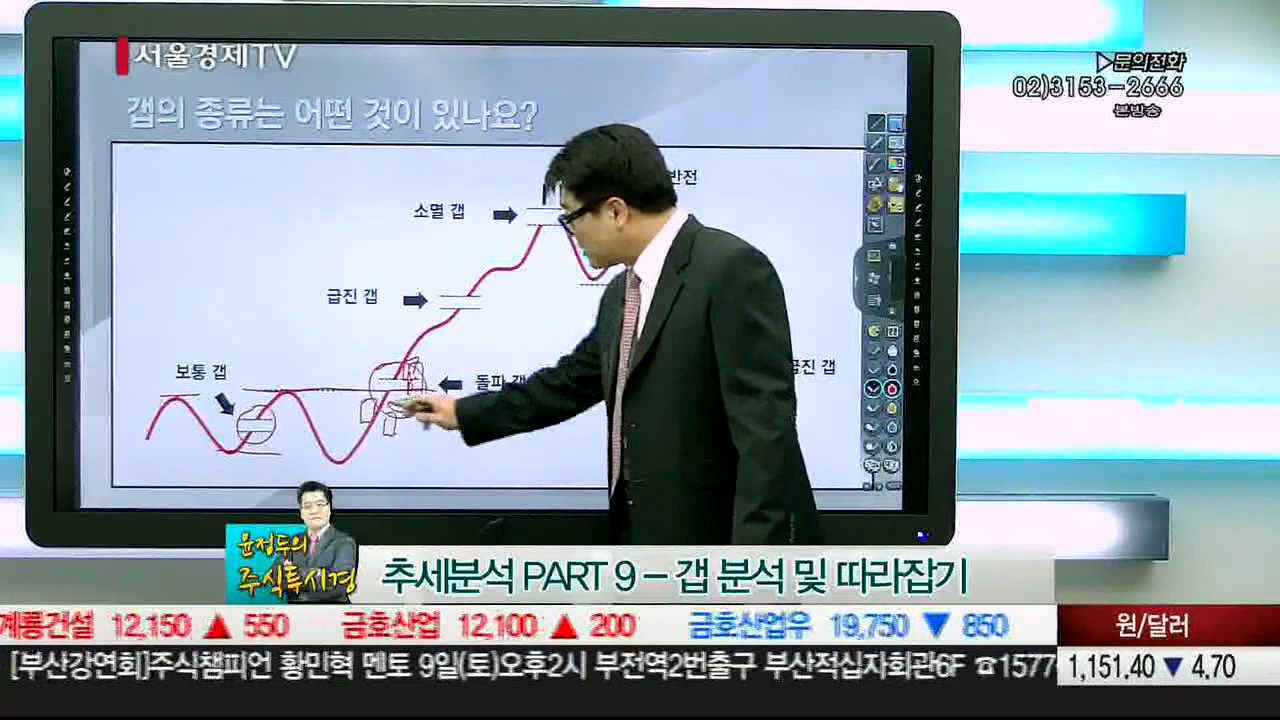 서울경제TV
▷문의전화
02)3153-2666
본방송
갭의 종류는 어떤 것이 있나요?
반전
소멸 갭
급진 갭
보통 갭
돌파 갭
급진 갭
윤정두의
주식투시경
추세분석 PART 9 – 갭 분석 및 따라잡기
계룡건설 12,150 ▲ 550 금호산업 12,100 ▲ 200 금호산업우 19,750 ▼ 850
원/달러
[부산강연회]주식챔피언 황민혁 멘토 9일(토)오후2시 부전역2번출구 부산적십자회관6F ☎1577
1,151.40 ▼ 4.70